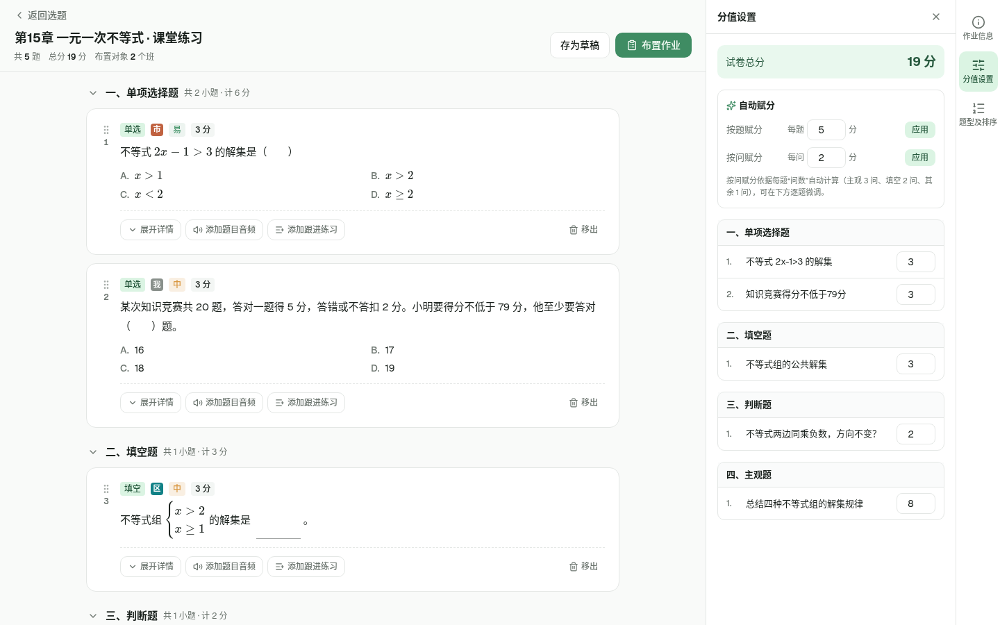 返回选题
第15章 一元一次不等式 · 课堂练习
共 5 题 总分 19 分 布置对象 2 个班
存为草稿
布置作业
一、单项选择题 共 2 小题 · 计 6 分
单选 市 易 3 分
1
不等式 2x − 1 > 3 的解集是（  ）
A. x > 1
B. x > 2
C. x < 2
D. x ≥ 2
展开详情 添加题目音频 添加跟进练习 移出
单选 我 中 3 分
2
某次知识竞赛共 20 题，答对一题得 5 分，答错或不答扣 2 分。小明要得分不低于 79 分，他至少要答对
（  ）题。
A. 16
B. 17
C. 18
D. 19
展开详情 添加题目音频 添加跟进练习 移出
二、填空题 共 1 小题 · 计 3 分
填空 区 中 3 分
3
不等式组 { x > 2
x ≥ 1 的解集是 ______ 。
展开详情 添加题目音频 添加跟进练习 移出
三、判断题 共 1 小题 · 计 2 分
分值设置
试卷总分 19 分
自动赋分
按题赋分 每题 5 分 应用
按问赋分 每问 2 分 应用
按问赋分依据每题“问数”自动计算（主观 3 问、填空 2 问、其
余 1 问），可在下方逐题微调。
一、单项选择题
1. 不等式 2x-1>3 的解集 3
2. 知识竞赛得分不低于79分 3
二、填空题
1. 不等式组的公共解集 3
三、判断题
1. 不等式两边同乘负数，方向不变？ 2
四、主观题
1. 总结四种不等式组的解集规律 8
作业信息
分值设置
题型及排序